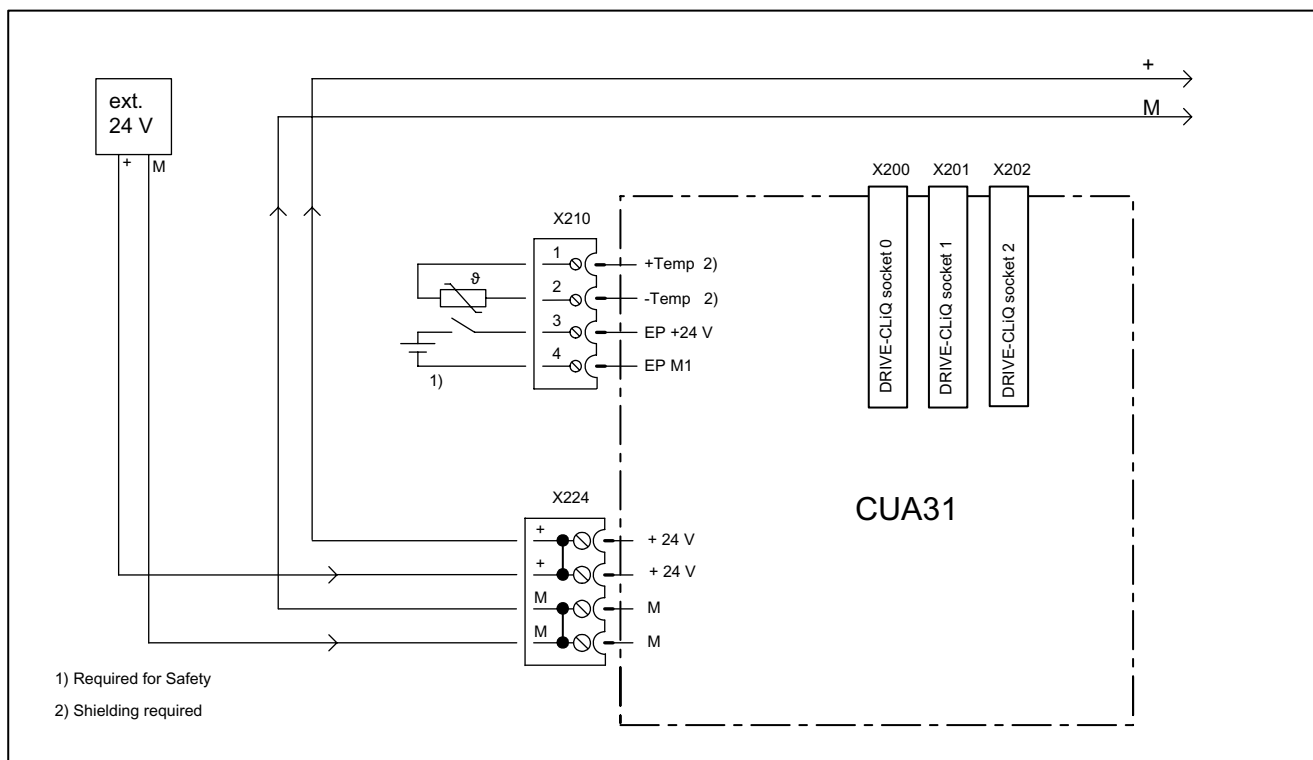 +
M
ext.
24 V
+ M
X200 X201 X202
DRIVE-CLiQ socket 0
DRIVE-CLiQ socket 1
DRIVE-CLiQ socket 2
X210
1 +Temp 2)
ϑ
2 -Temp 2)
3 EP +24 V
4 EP M1
1)
CUA31
X224
+ + 24 V
+ + 24 V
M M
M M
1) Required for Safety
2) Shielding required